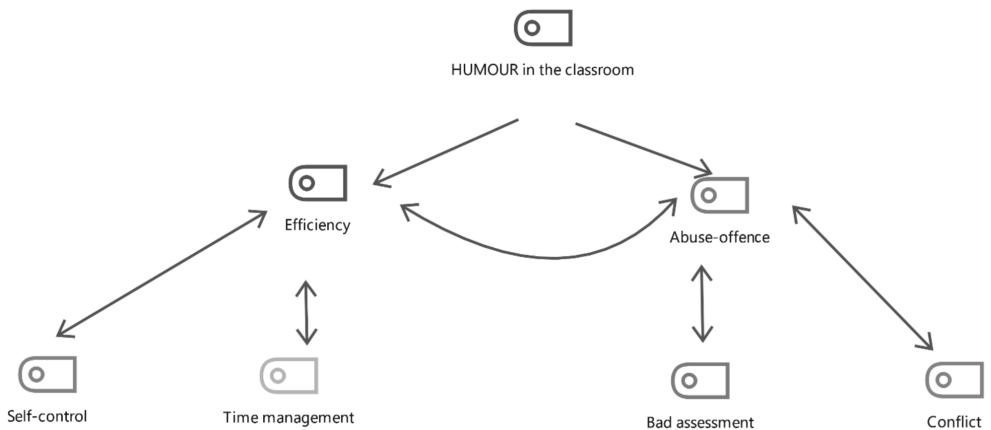 HUMOUR in the classroom
Efficiency
Abuse-offence
Self-control
Time management
Bad assessment
Conflict